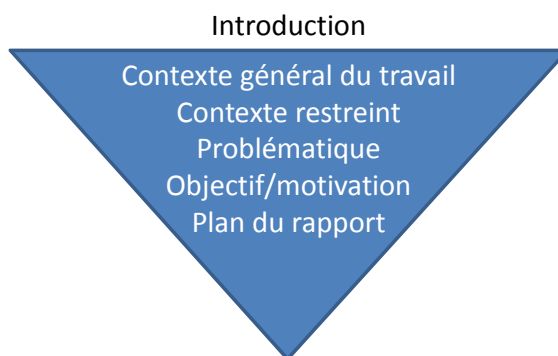 Introduction
Contexte général du travail
Contexte restreint
Problématique
Objectif/motivation
Plan du rapport